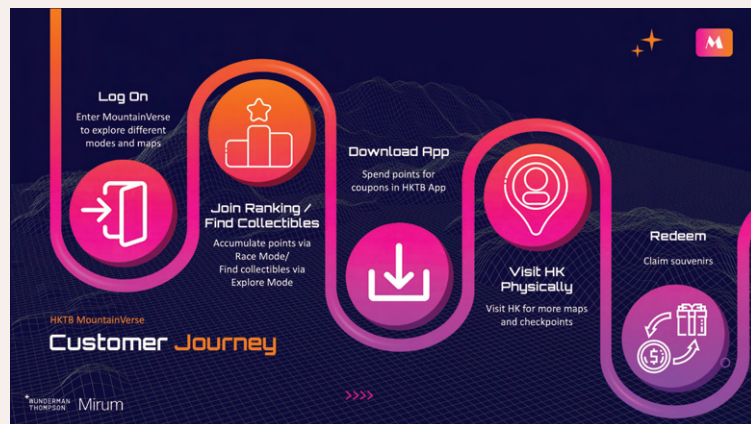 Log On
Enter MountainVerse
to explore different
modes and maps
Join Ranking /
Find Collectibles
Accumulate points via
Race Mode/
Find collectibles via
Explore Mode
Download App
Spend points for
coupons in HKTB App
Visit HK
Physically
Visit HK for more maps
and checkpoints
Redeem
Claim souvenirs
HKTB MountainVerse
Customer Journey
WUNDERMAN
THOMPSON
Mirum
M
$
>>>>